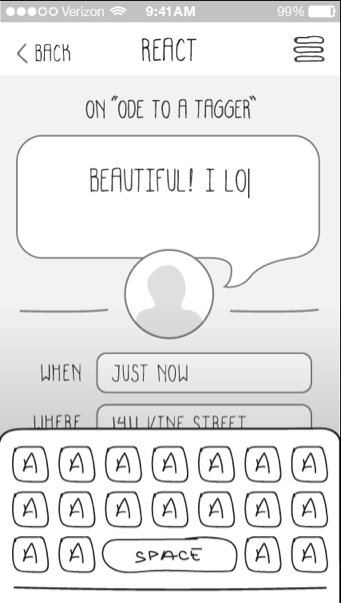 Verizon 9:41 AM 99%
BACK REACT
ON "ODE TO A TAGGER"
BEAUTIFUL! I LO
WHEN JUST NOW
WHERE 1411 VINE STREET
A A A A A A A
A A A A A A A
A A SPACE A A